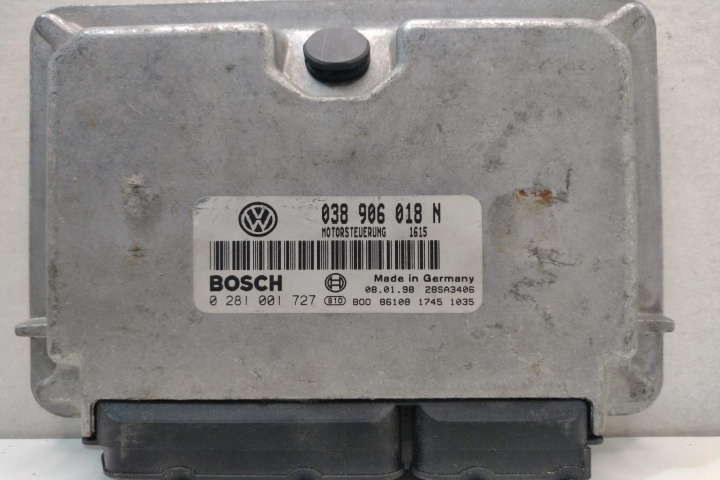 038 906 018 N
MOTORSTEUERUNG 1615
BOSCH
Made in Germany
08.01.98 28SA3406
0 281 001 727 810 B00 86108 1745 1035